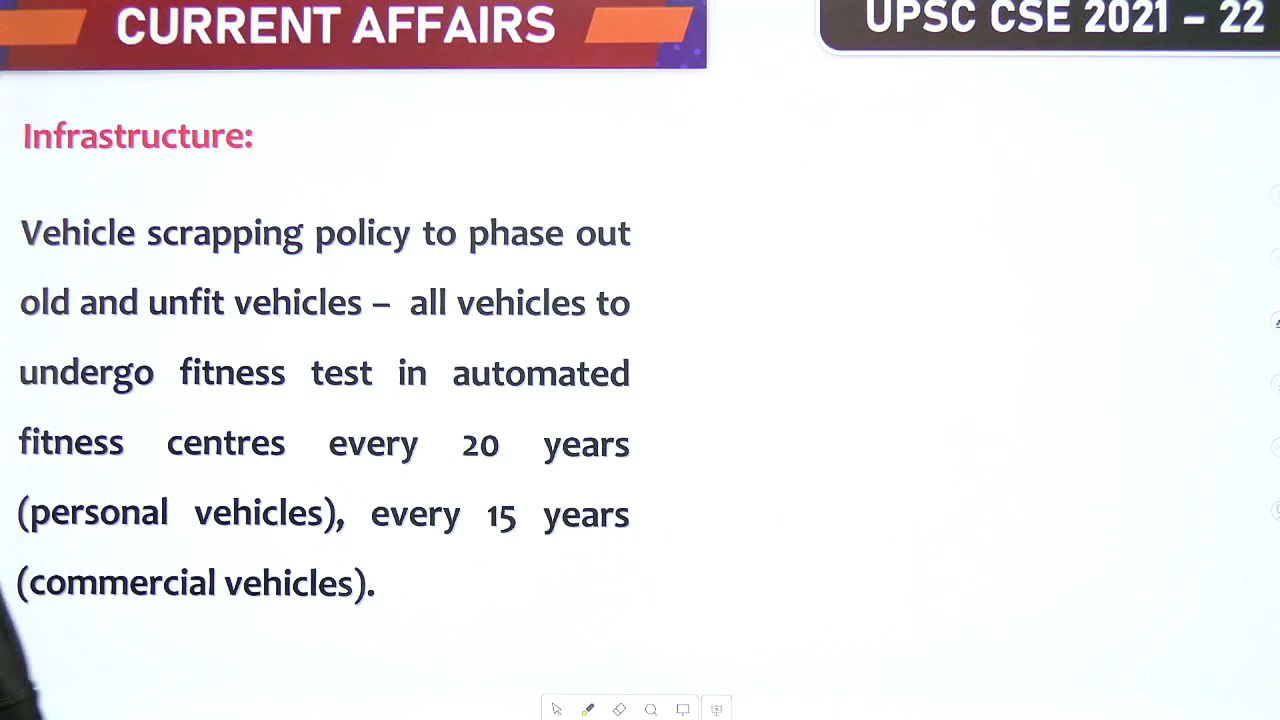 CURRENT AFFAIRS
UPSC CSE 2021 – 22
Infrastructure:
Vehicle scrapping policy to phase out
old and unfit vehicles – all vehicles to
undergo fitness test in automated
fitness centres every 20 years
(personal vehicles), every 15 years
(commercial vehicles).